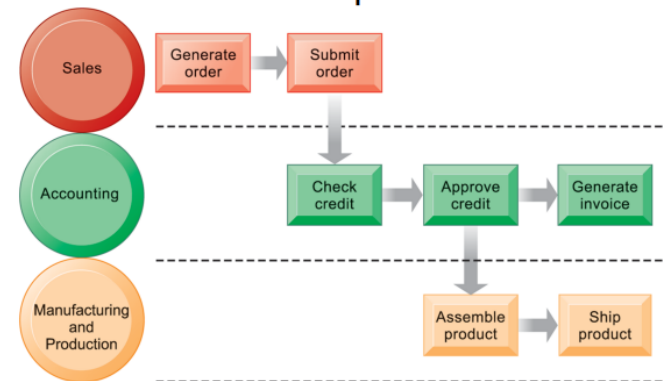 Sales
Generate
order
Submit
order
Accounting
Check
credit
Approve
credit
Generate
invoice
Manufacturing
and
Production
Assemble
product
Ship
product